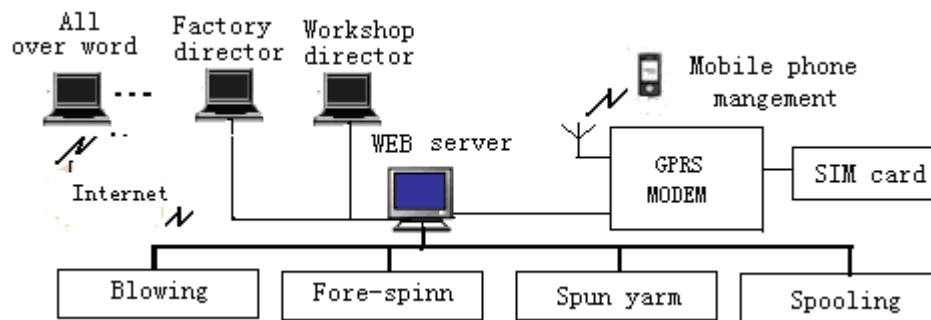 All
over word
Factory
director
Workshop
director
Mobile phone
mangement
WEB server
GPRS
MODEM
SIM card
Internet
Blowing
Fore-spinn
Spun yarm
Spooling